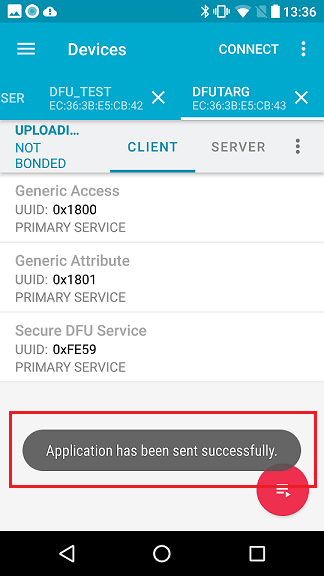 13:36
Devices
CONNECT
SER
DFU_TEST
EC:36:3B:E5:CB:42
DFUTARG
EC:36:3B:E5:CB:43
UPLOADI...
NOT
BONDED
CLIENT
SERVER
Generic Access
UUID: 0x1800
PRIMARY SERVICE
Generic Attribute
UUID: 0x1801
PRIMARY SERVICE
Secure DFU Service
UUID: 0xFE59
PRIMARY SERVICE
Application has been sent successfully.